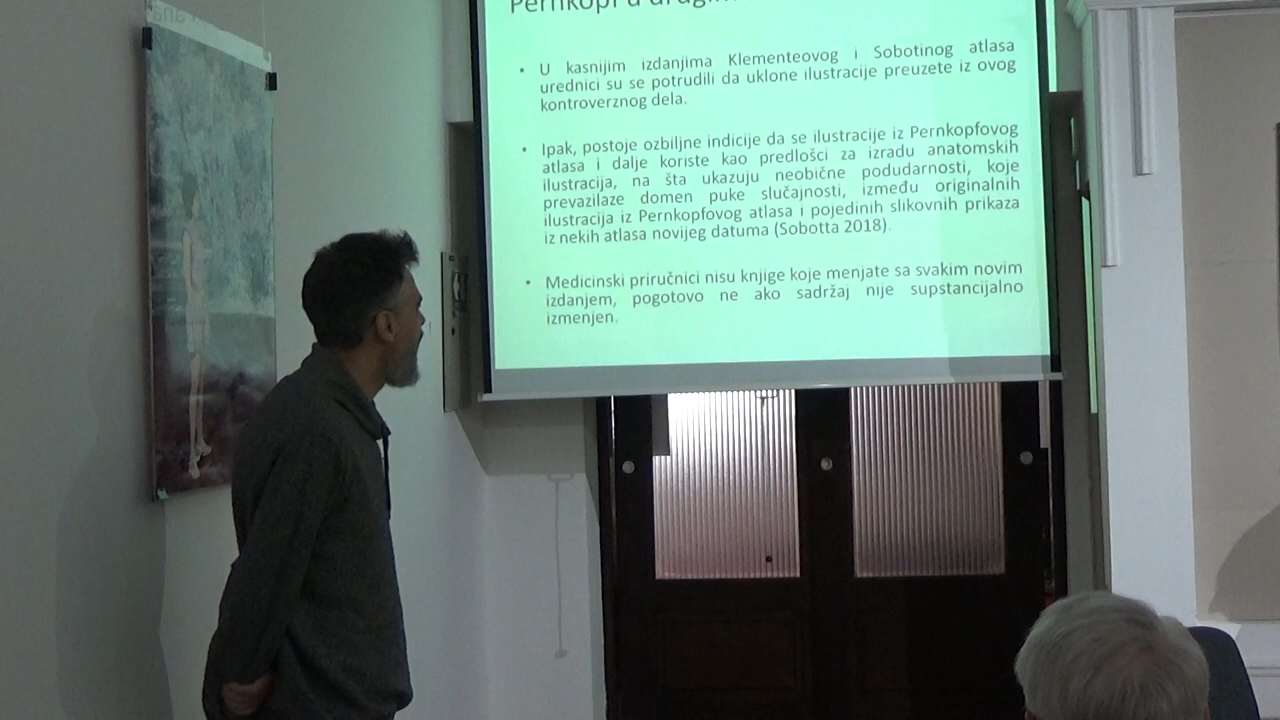 Pernkopf u
• U kasnijim izdanjima Klementeovog i Sobotinog atlasa
urednici su se potrudili da uklone ilustracije preuzete iz ovog
kontroverznog dela.
• Ipak, postoje ozbiljne indicije da se ilustracije iz Pernkopfovog
atlasa i dalje koriste kao predlošci za izradu anatomskih
ilustracija, na šta ukazuju neobične podudarnosti, koje
prevazilaze domen puke slučajnosti, između originalnih
ilustracija iz Pernkopfovog atlasa i pojedinih slikovnih prikaza
iz nekih atlasa novijeg datuma (Sobotta 2018).
• Medicinski priručnici nisu knjige koje menjate sa svakim novim
izdanjem, pogotovo ne ako sadržaj nije supstancijalno
izmenjen.